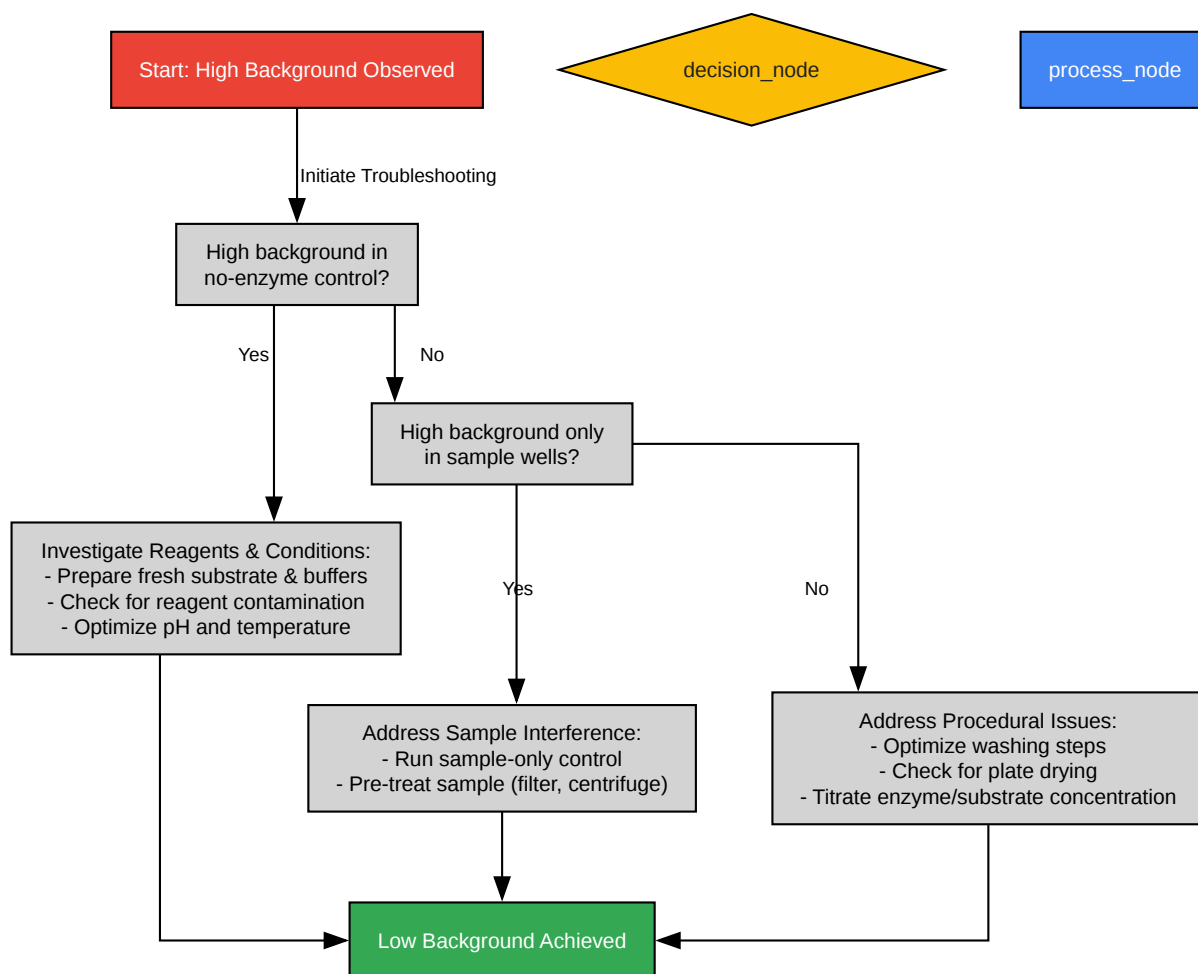 Start: High Background Observed
decision_node
process_node
Initiate Troubleshooting
High background in
no-enzyme control?
Yes
No
High background only
in sample wells?
Investigate Reagents & Conditions:
- Prepare fresh substrate & buffers
- Check for reagent contamination
- Optimize pH and temperature
Yes
No
Address Sample Interference:
- Run sample-only control
- Pre-treat sample (filter, centrifuge)
Address Procedural Issues:
- Optimize washing steps
- Check for plate drying
- Titrate enzyme/substrate concentration
Low Background Achieved